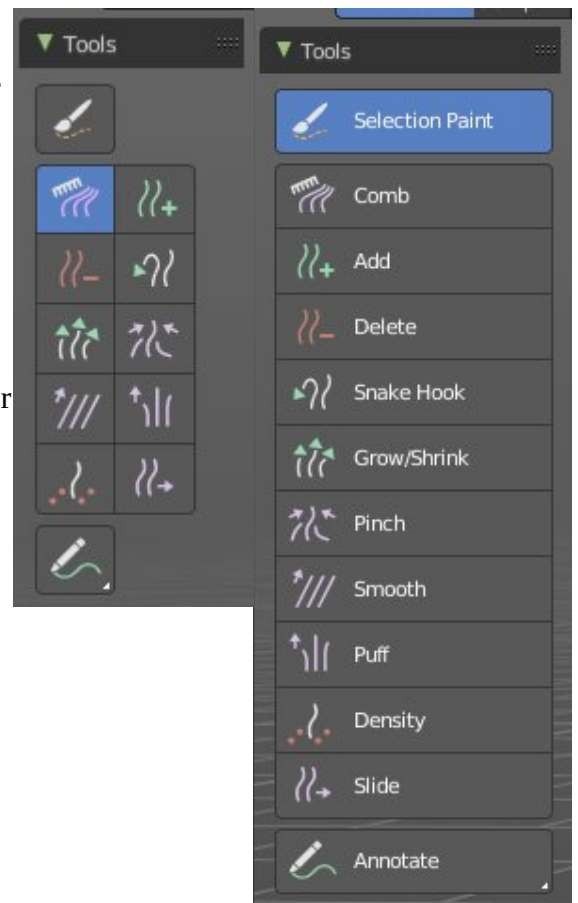 Tools
Tools
Selection Paint
Comb
Add
Delete
Snake Hook
r
Grow/Shrink
Pinch
Smooth
Puff
Density
Slide
Annotate